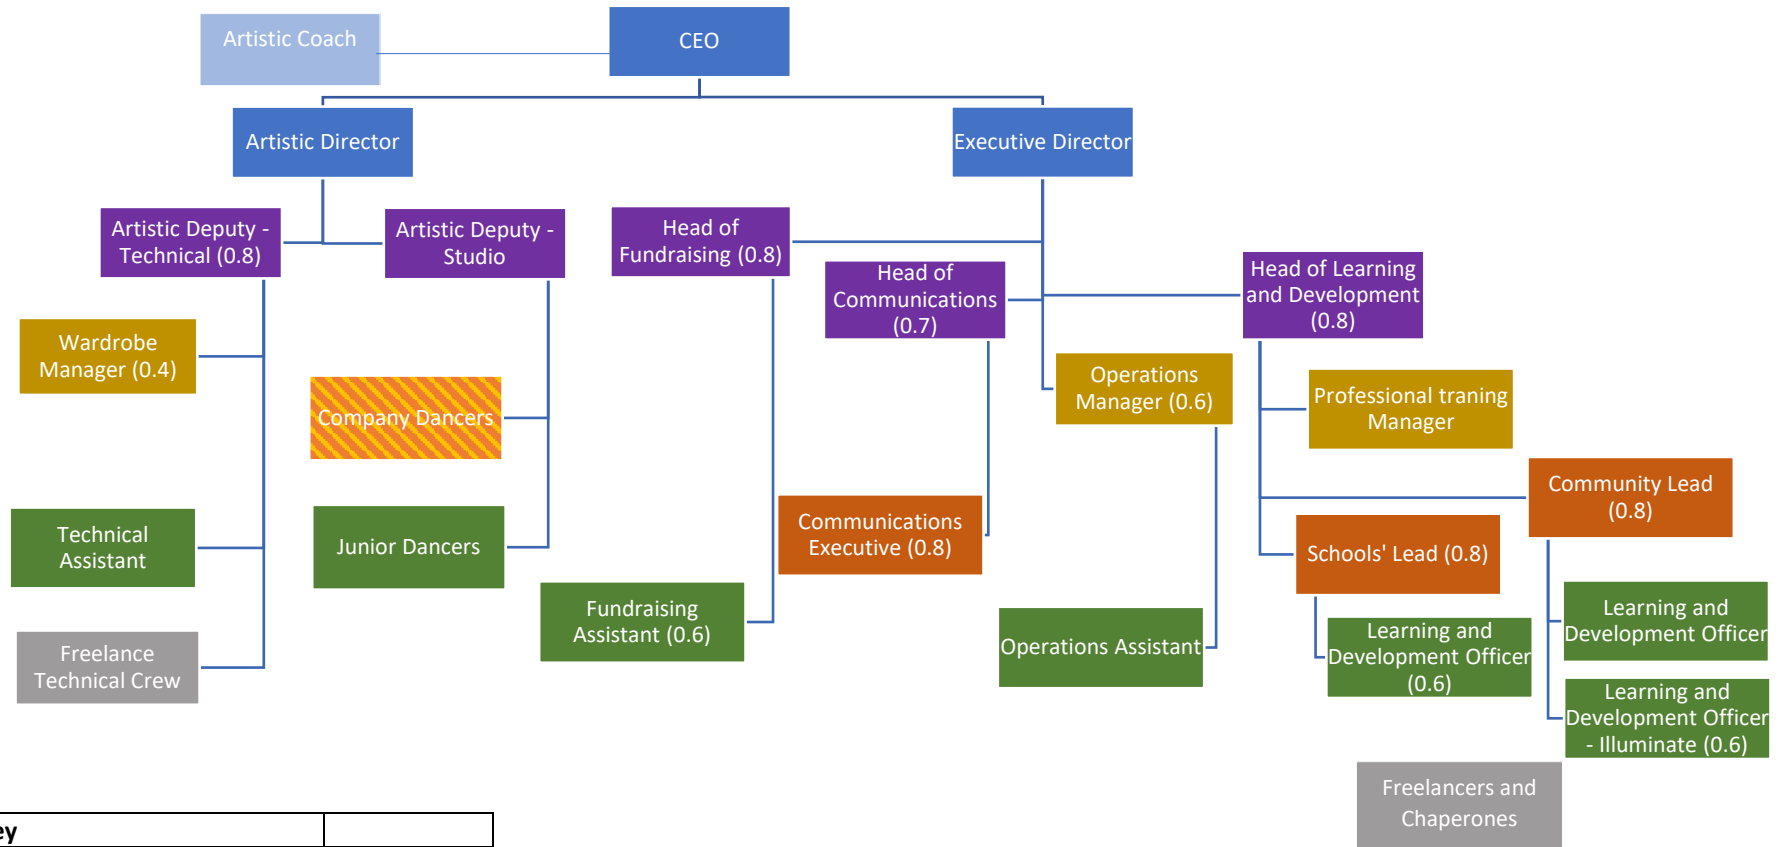 Artistic Coach
CEO
Artistic Director
Executive Director
Artistic Deputy -
Technical (0.8)
Artistic Deputy -
Studio
Head of
Fundraising (0.8)
Head of
Communications
(0.7)
Head of Learning
and Development
(0.8)
Wardrobe
Manager (0.4)
Operations
Manager (0.6)
Company Dancers
Professional traning
Manager
Community Lead
(0.8)
Technical
Assistant
Junior Dancers
Communications
Executive (0.8)
Schools' Lead (0.8)
Fundraising
Assistant (0.6)
Operations Assistant
Learning and
Development Officer
(0.6)
Learning and
Development Officer
Freelance
Technical Crew
Learning and
Development Officer
- Illuminate (0.6)
Freelancers and
Chaperones
ey